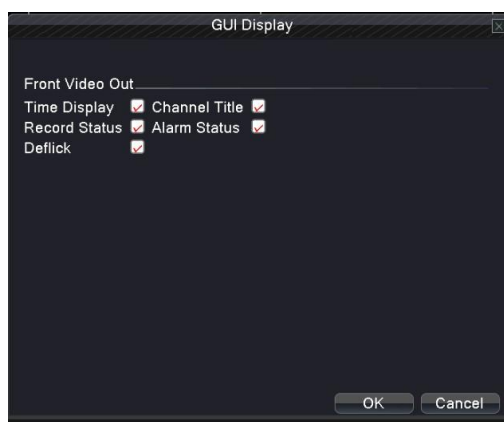 GUI Display
Front Video Out
Time Display Channel Title
Record Status Alarm Status
Deflick
OK Cancel